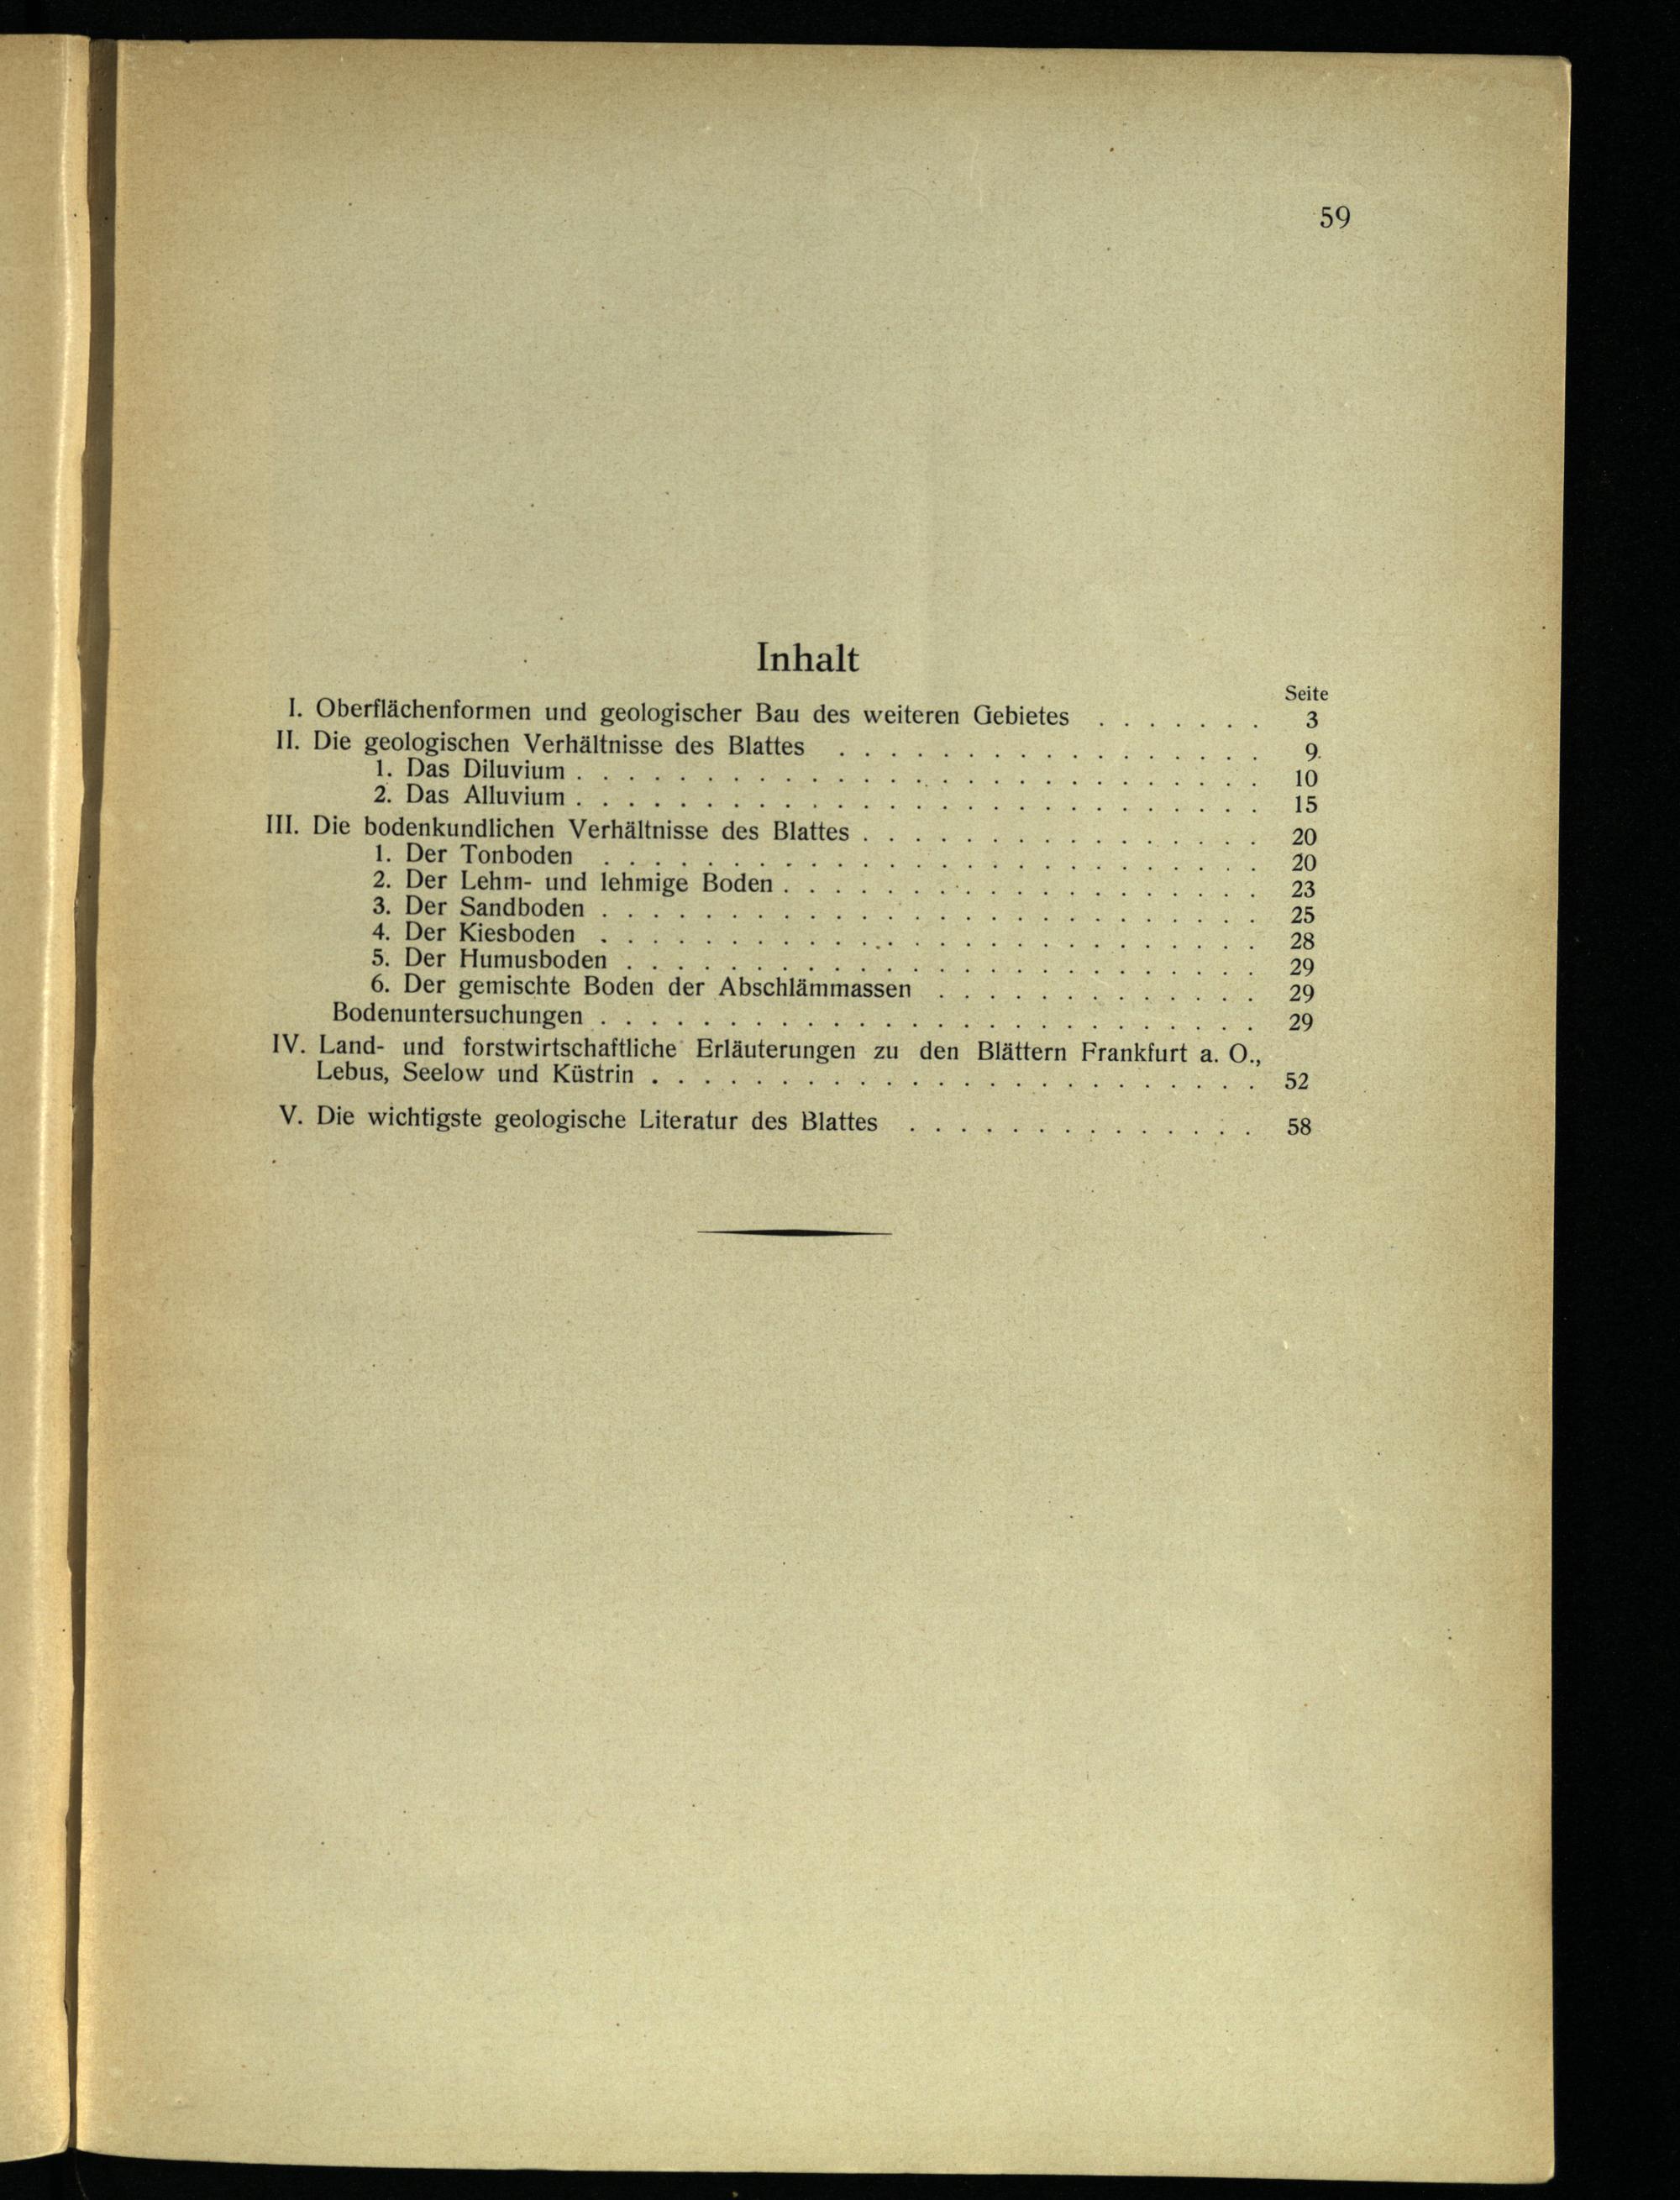 59
Inhalt
Seite
I. Oberflächenformen und geologischer Bau des weiteren Gebietes . . . . . . . 3
II. Die geologischen Verhältnisse des Blattes . . . . . . . . . . . . . . . . . 9
1. Das Diluvium . . . . . . . . . . . . . . . . . . . . . . . . . . . 10
2. Das Alluvium . . . . . . . . . . . . . . . . . . . . . . . . . . . 15
III. Die bodenkundlichen Verhältnisse des Blattes . . . . . . . . . . . . . . . . 20
1. Der Tonboden . . . . . . . . . . . . . . . . . . . . . . . . . . 20
2. Der Lehm- und lehmige Boden . . . . . . . . . . . . . . . . . . . 23
3. Der Sandboden . . . . . . . . . . . . . . . . . . . . . . . . . . 25
4. Der Kiesboden . . . . . . . . . . . . . . . . . . . . . . . . . . 28
5. Der Humusboden . . . . . . . . . . . . . . . . . . . . . . . . . 29
6. Der gemischte Boden der Abschlämmassen . . . . . . . . . . . . . 29
Bodenuntersuchungen . . . . . . . . . . . . . . . . . . . . . . . . . . 29
IV. Land- und forstwirtschaftliche Erläuterungen zu den Blättern Frankfurt a. O.,
Lebus, Seelow und Küstrin . . . . . . . . . . . . . . . . . . . . . . . . 52
V. Die wichtigste geologische Literatur des Blattes . . . . . . . . . . . . . . 58